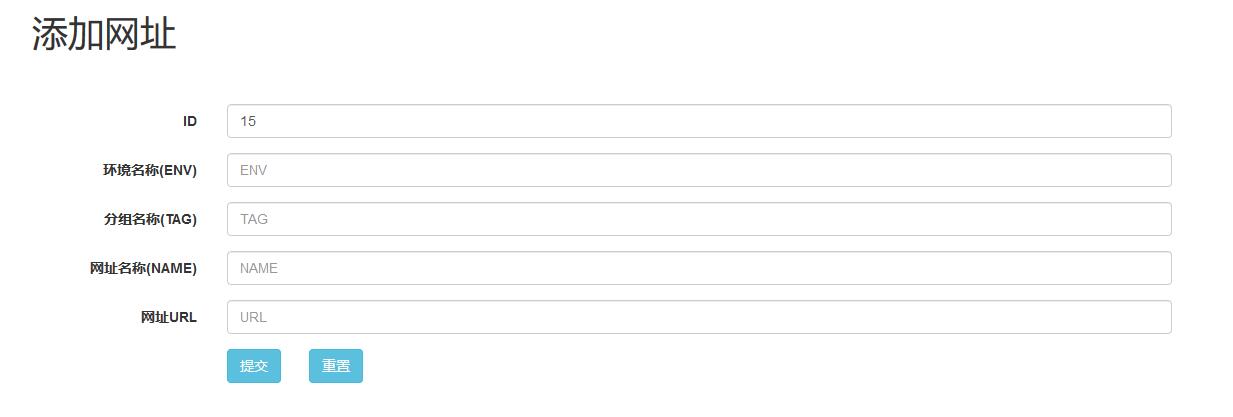 添加网址
ID 15
环境名称(ENV) ENV
分组名称(TAG) TAG
网址名称(NAME) NAME
网址URL URL
提交 重置